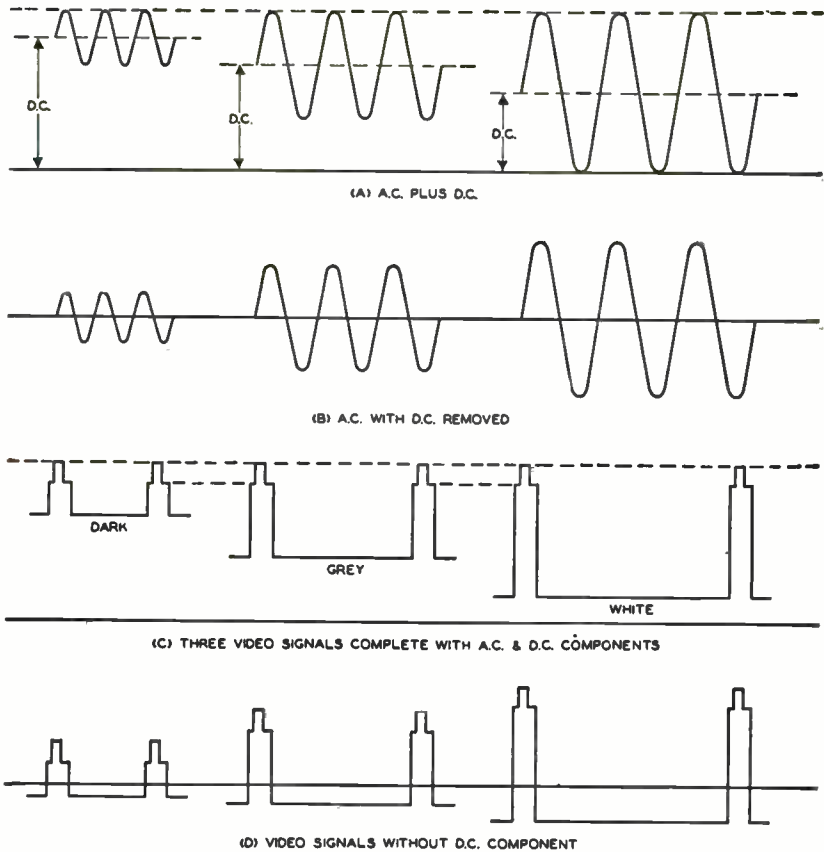 D.C.
D.C.
D.C.
(A) A.C. PLUS D.C.
(B) A.C. WITH D.C. REMOVED
DARK
GREY
WHITE
(C) THREE VIDEO SIGNALS COMPLETE WITH A.C. & D.C. COMPONENTS
(D) VIDEO SIGNALS WITHOUT D.C. COMPONENT